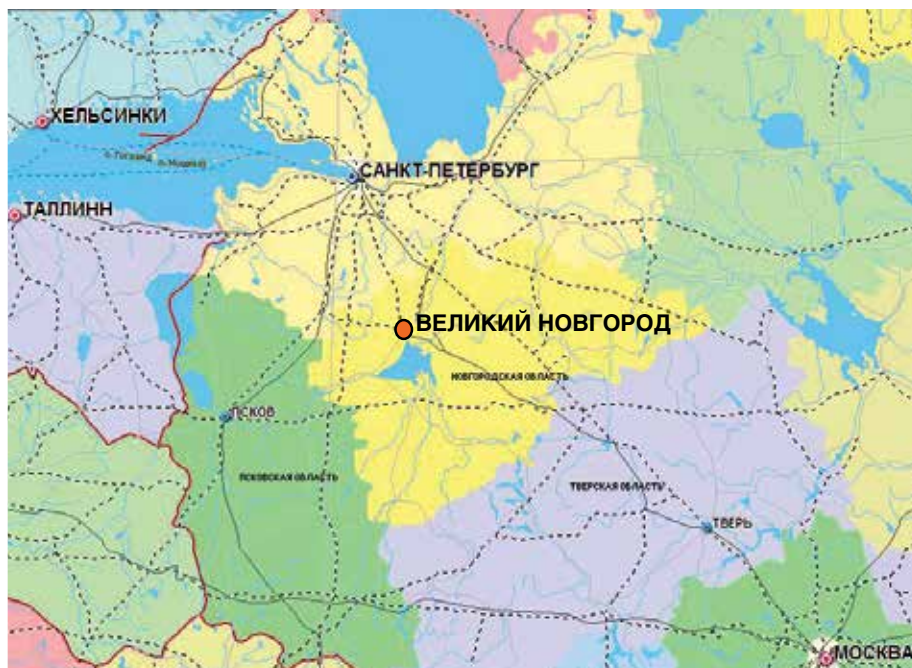 ХЕЛЬСИНКИ
САНКТ-ПЕТЕРБУРГ
ТАЛЛИНН
ВЕЛИКИЙ НОВГОРОД
НОВГОРОДСКАЯ ОБЛАСТЬ
ПСКОВ
ПСКОВСКАЯ ОБЛАСТЬ
ТВЕРСКАЯ ОБЛАСТЬ
ТВЕРЬ
МОСКВА